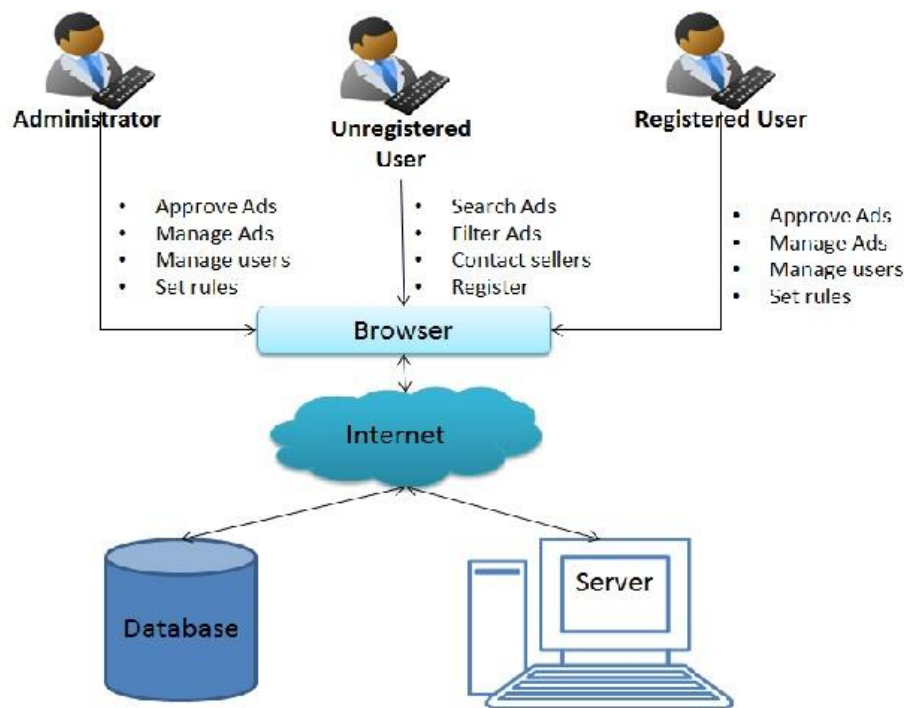 Administrator
Unregistered
User
Registered User
• Approve Ads
• Manage Ads
• Manage users
• Set rules
• Search Ads
• Filter Ads
• Contact sellers
• Register
• Approve Ads
• Manage Ads
• Manage users
• Set rules
Browser
Internet
Database
Server